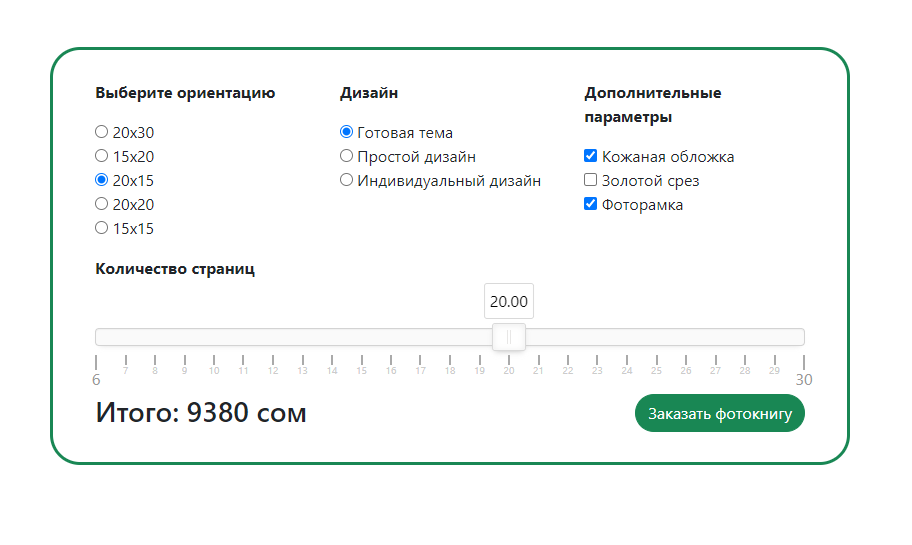 Выберите ориентацию
20x30
15x20
20x15
20x20
15x15
Дизайн
Готовая тема
Простой дизайн
Индивидуальный дизайн
Дополнительные
параметры
Кожаная обложка
Золотой срез
Фоторамка
Количество страниц
20.00
6 7 8 9 10 11 12 13 14 15 16 17 18 19 20 21 22 23 24 25 26 27 28 29 30
Итого: 9380 сом
Заказать фотокнигу